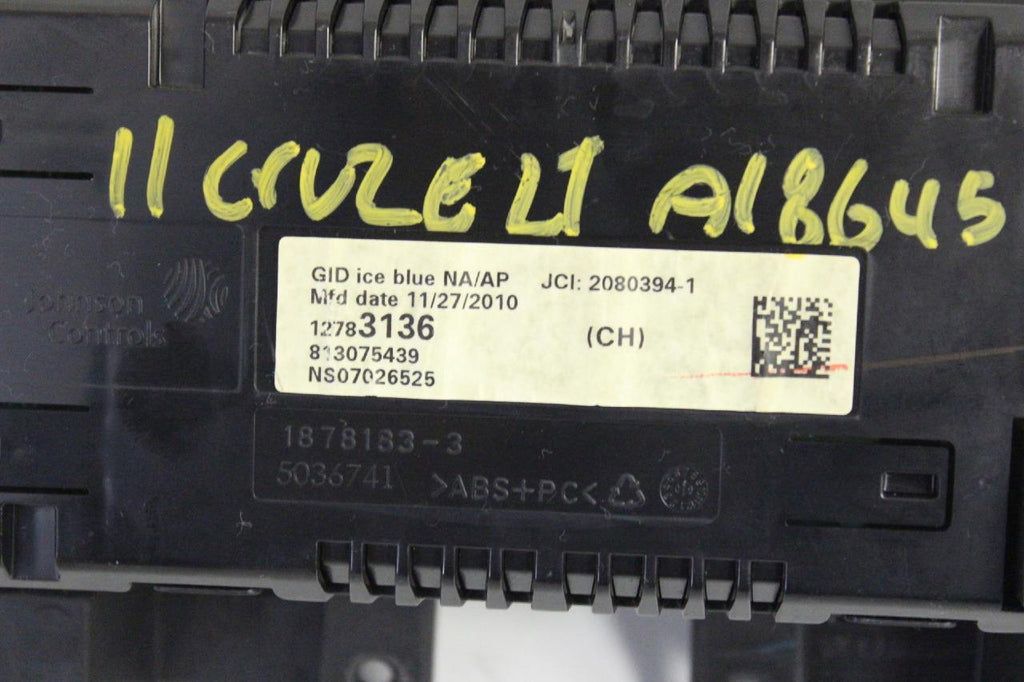 11 CRUZE LT A18645
GID ice blue NA/AP JCI: 2080394-1
Mfd date 11/27/2010
12783136 (CH)
813075439
NS07026525
Johnson
Controls
1878183-3
5036741 >ABS+PC<